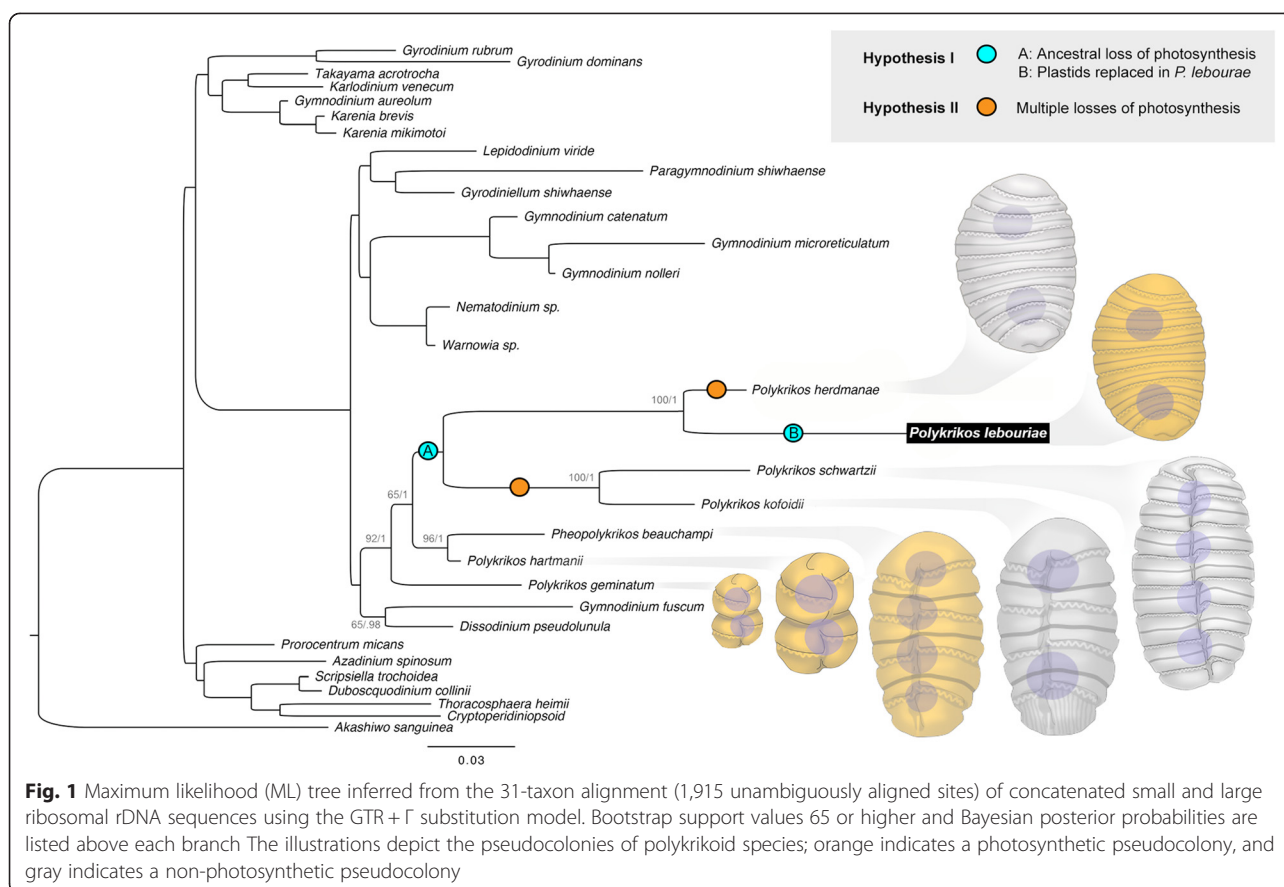 Gyrodinium rubrum
Gyrodinium dominans
Takayama acrotrocha
Karlodinium venecum
Gymnodinium aureolum
Karenia brevis
Karenia mikimotoi
Hypothesis I
A: Ancestral loss of photosynthesis
B: Plastids replaced in P. lebourae
Hypothesis II
Multiple losses of photosynthesis
Lepidodinium viride
Paragymnodinium shiwhaense
Gyrodiniellum shiwhaense
Gymnodinium catenatum
Gymnodinium microreticulatum
Gymnodinium nolleri
Nematodinium sp.
Warnowia sp.
100/1
Polykrikos herdmanae
B
Polykrikos lebouriae
A
100/1
Polykrikos schwartzii
Polykrikos kofoidii
65/1
96/1
Pheopolykrikos beauchampi
92/1
Polykrikos hartmanii
Polykrikos geminatum
Gymnodinium fuscum
65/.98
Dissodinium pseudolunula
Prorocentrum micans
Azadinium spinosum
Scripsiella trochoidea
Duboscquodinium collinii
Thoracosphaera heimii
Cryptoperidiniopsoid
Akashiwo sanguinea
0.03
Fig. 1 Maximum likelihood (ML) tree inferred from the 31-taxon alignment (1,915 unambiguously aligned sites) of concatenated small and large
ribosomal rDNA sequences using the GTR + Γ substitution model. Bootstrap support values 65 or higher and Bayesian posterior probabilities are
listed above each branch The illustrations depict the pseudocolonies of polykrikoid species; orange indicates a photosynthetic pseudocolony, and
gray indicates a non-photosynthetic pseudocolony